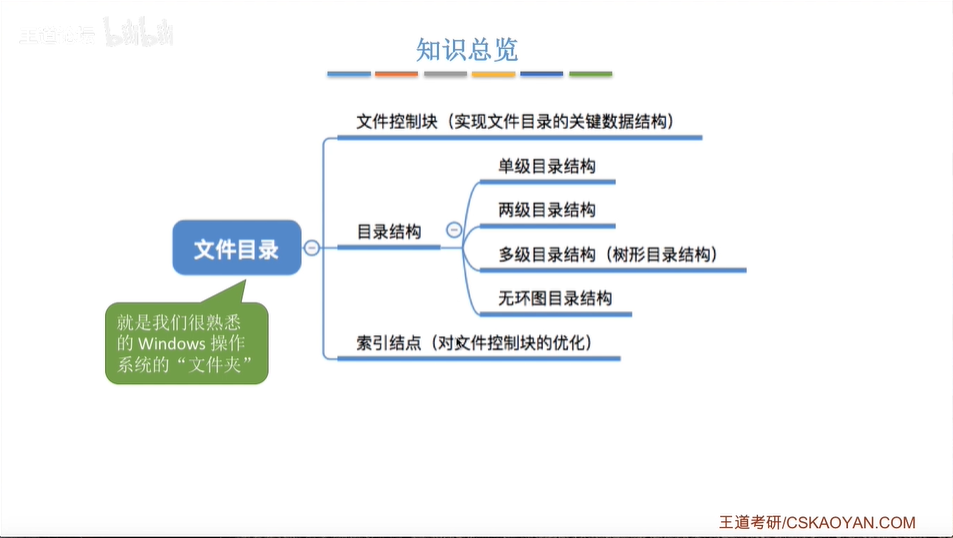 王道考研 bilibili
知识总览
文件控制块（实现文件目录的关键数据结构）
单级目录结构
两级目录结构
目录结构
文件目录
多级目录结构（树形目录结构）
无环图目录结构
就是我们很熟悉
的 Windows 操作
系统的“文件夹”
索引结点（对文件控制块的优化）
王道考研/CSKAOYAN.COM